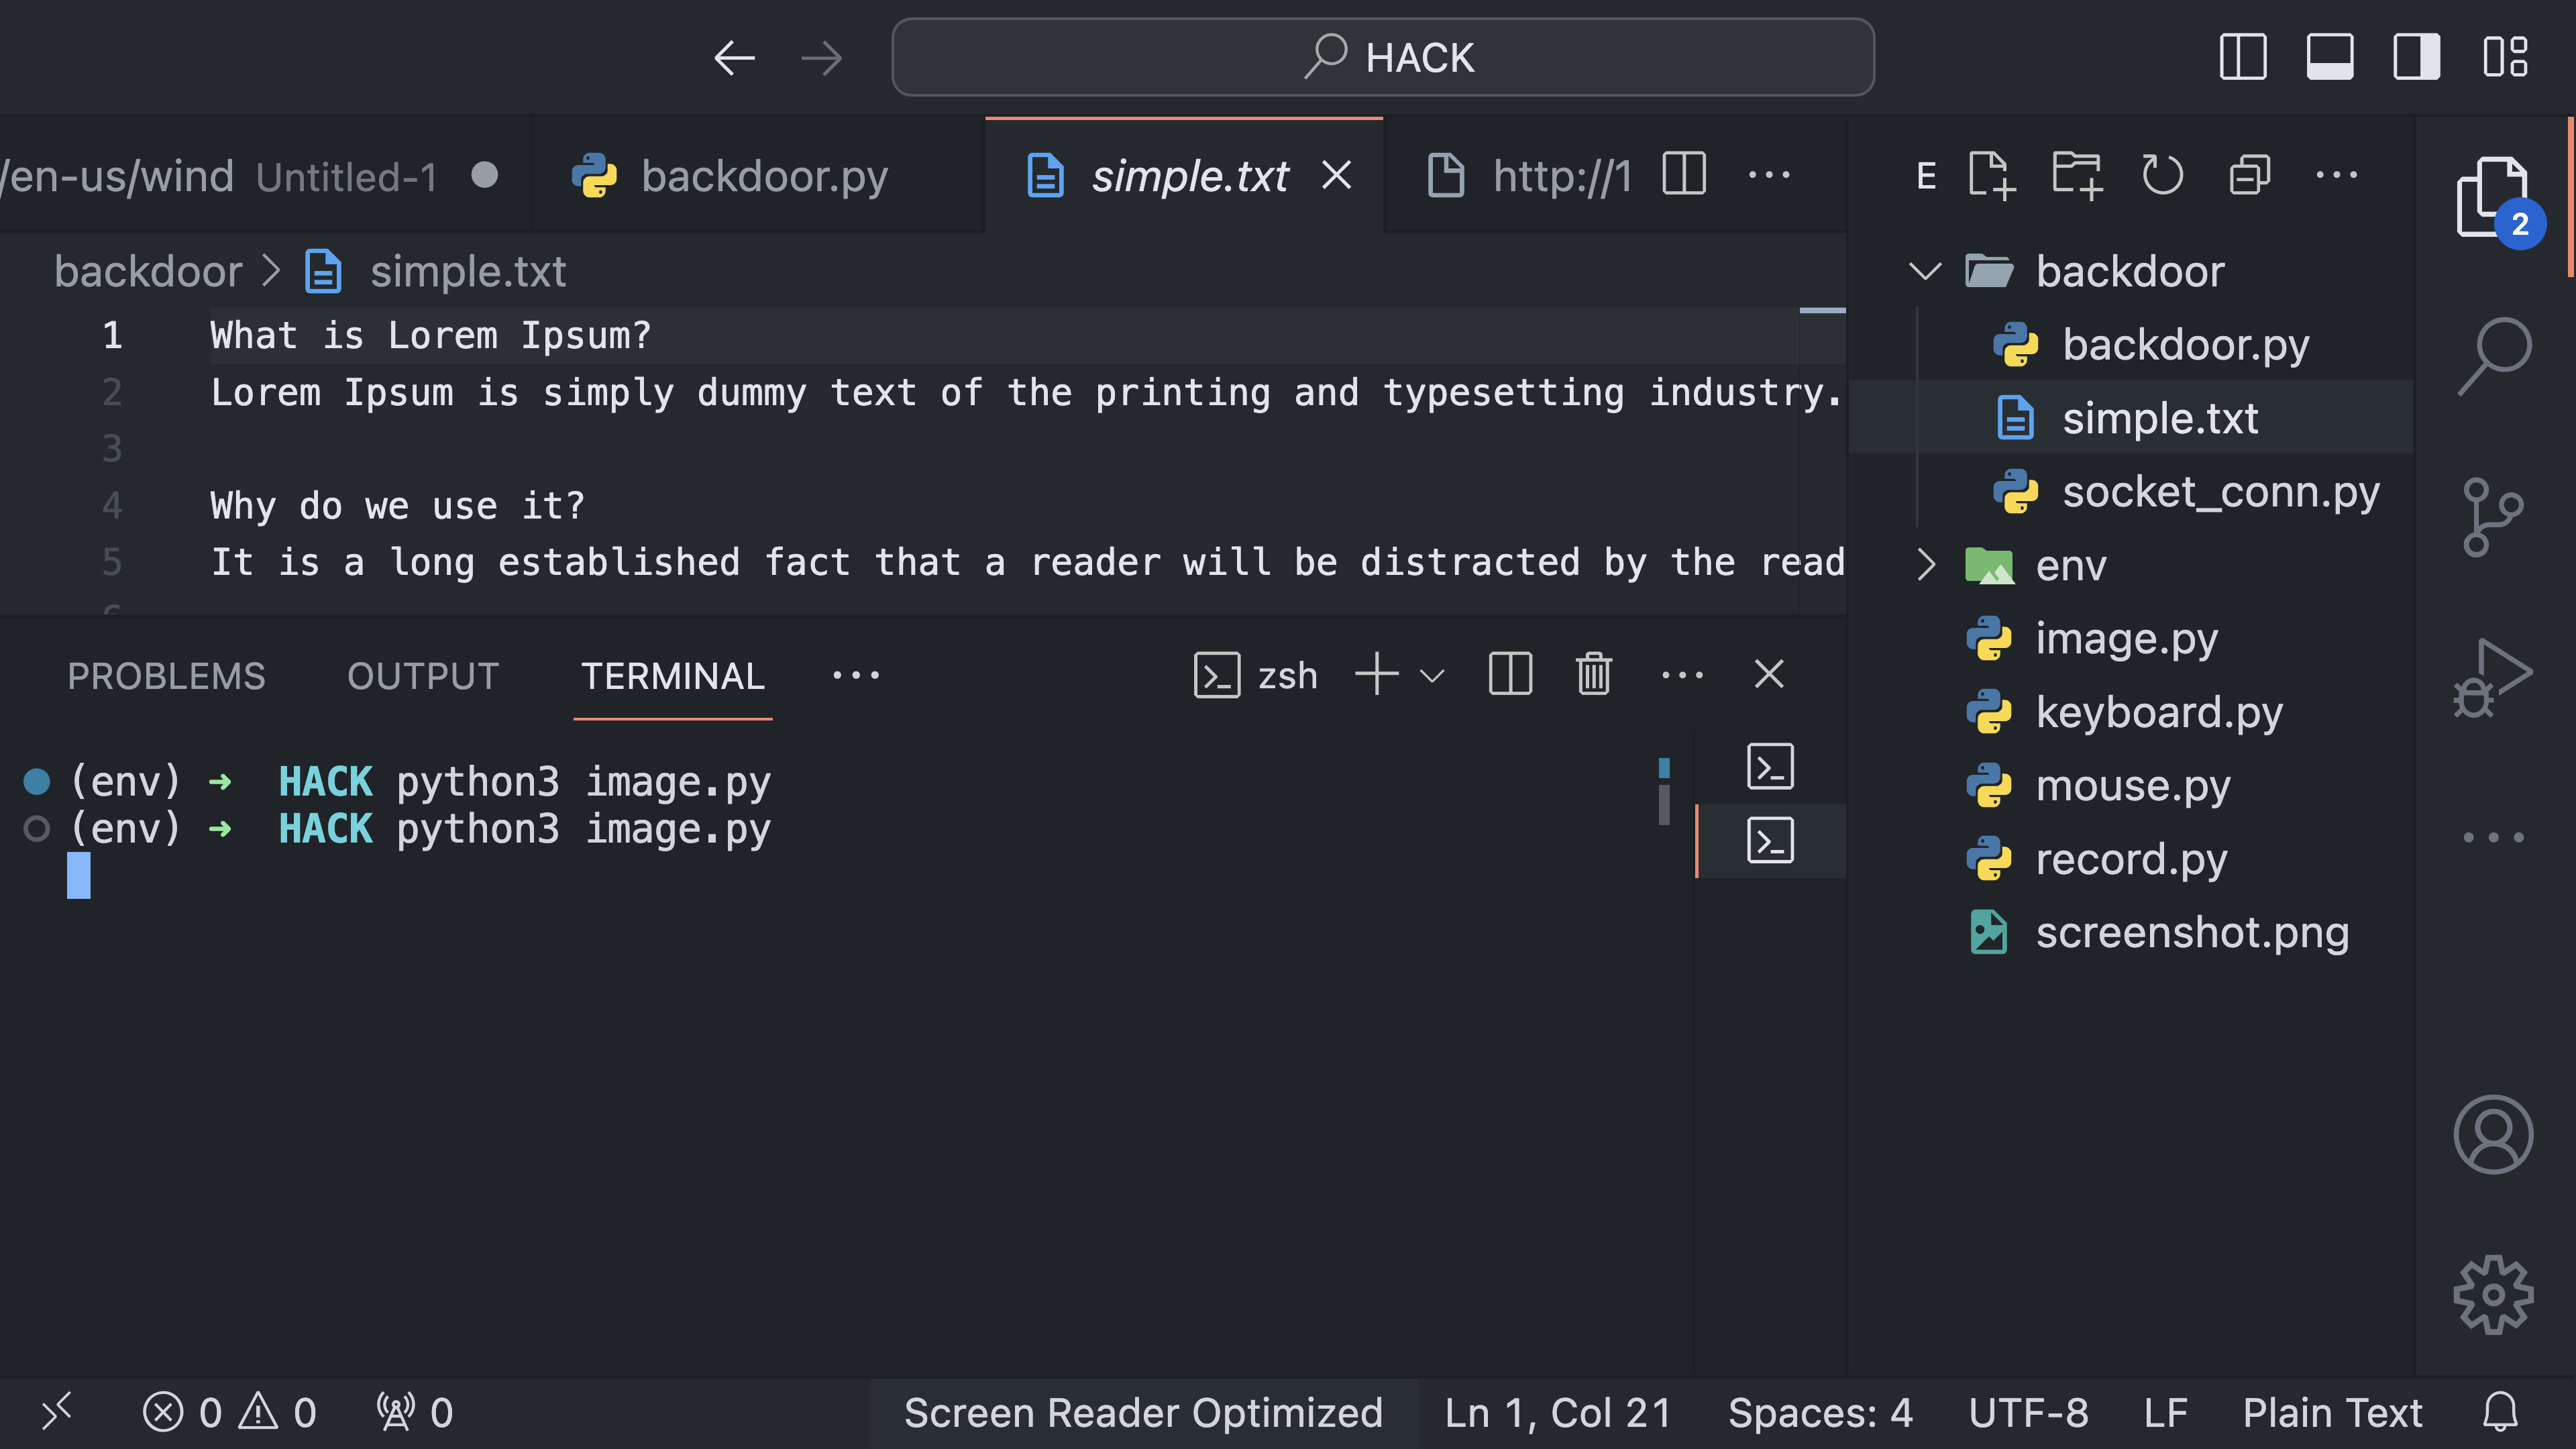 HACK
/en-us/wind Untitled-1
backdoor.py
simple.txt
http://1
E
2
backdoor > simple.txt
1 What is Lorem Ipsum?
2 Lorem Ipsum is simply dummy text of the printing and typesetting industry.
3
4 Why do we use it?
5 It is a long established fact that a reader will be distracted by the read
PROBLEMS OUTPUT TERMINAL
zsh
(env) → HACK python3 image.py
(env) → HACK python3 image.py
backdoor
backdoor.py
simple.txt
socket_conn.py
env
image.py
keyboard.py
mouse.py
record.py
screenshot.png
0 0 0 Screen Reader Optimized Ln 1, Col 21 Spaces: 4 UTF-8 LF Plain Text